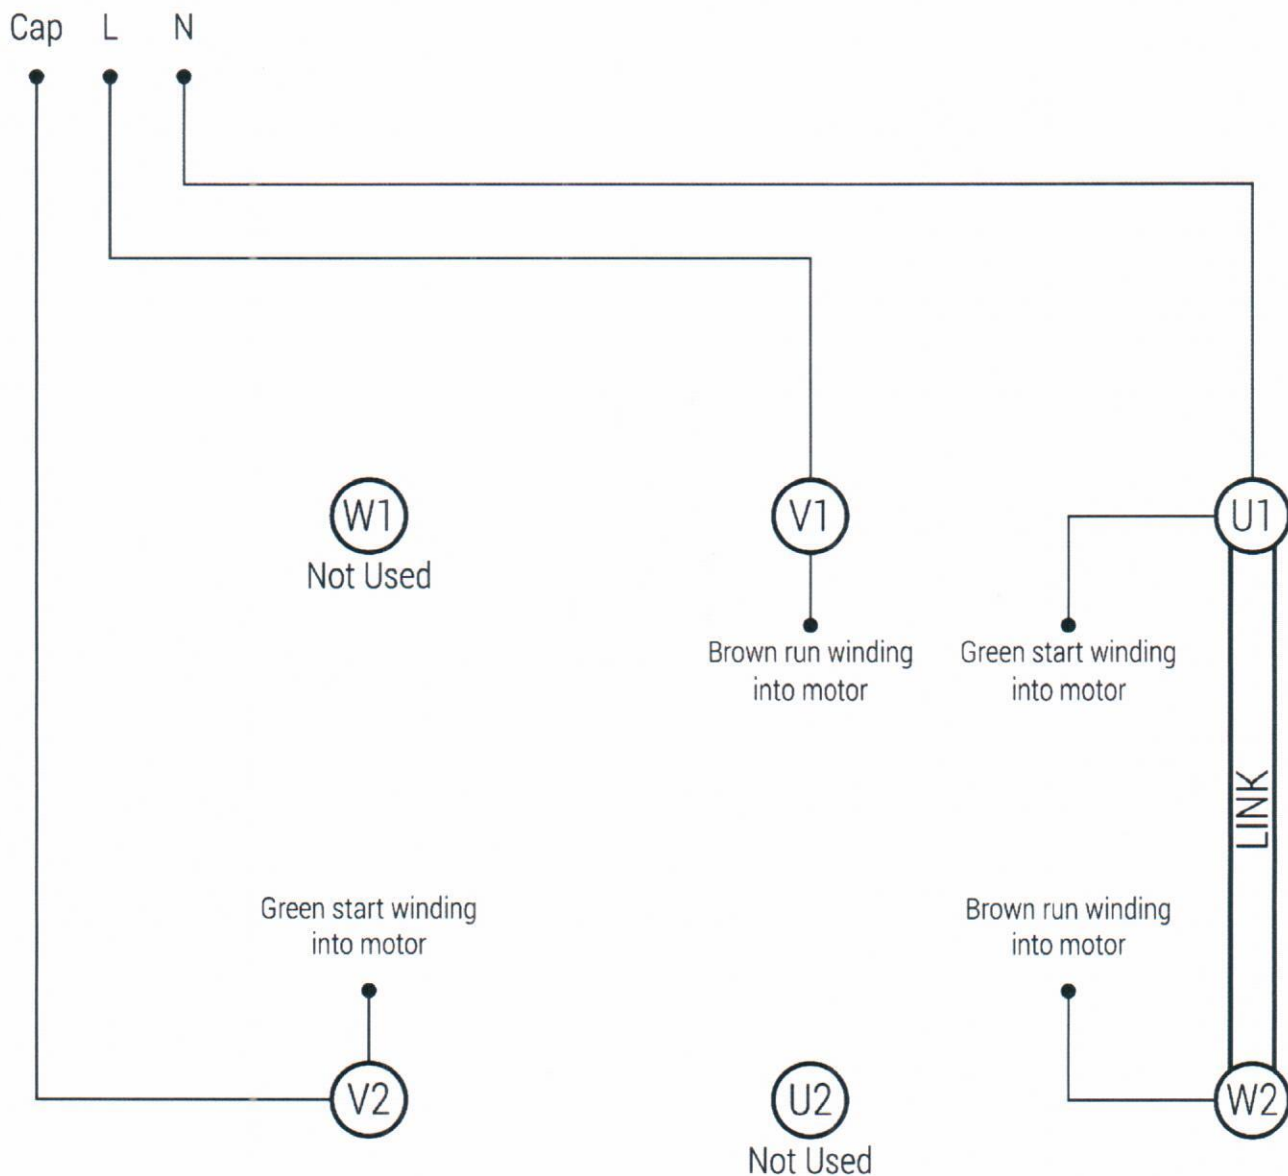 Cap L N
W1
Not Used
V1
U1
Brown run winding
into motor
Green start winding
into motor
LINK
Green start winding
into motor
Brown run winding
into motor
V2
U2
Not Used
W2